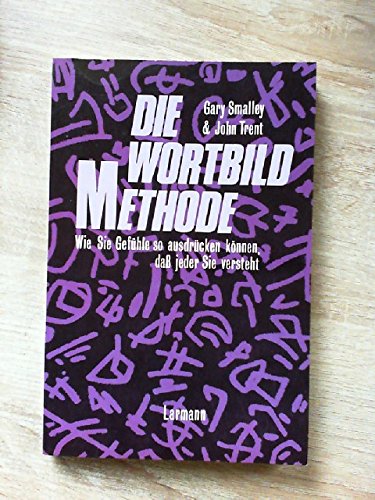 Gary Smalley
& John Trent
DIE
WORTBILD
METHODE
Wie Sie Gefühle so ausdrücken können,
daß jeder Sie versteht
Larmann